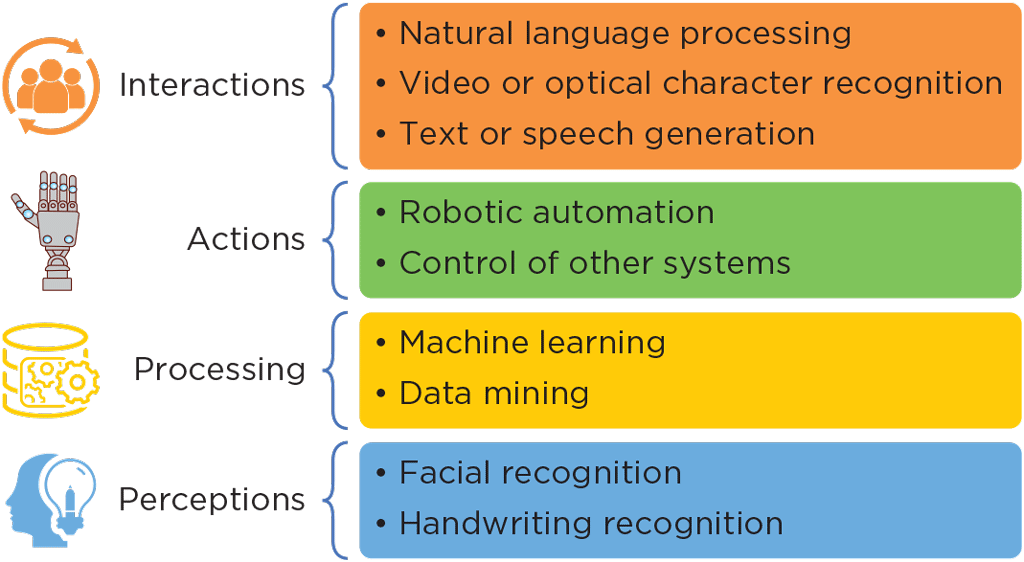 Interactions
• Natural language processing
• Video or optical character recognition
• Text or speech generation
Actions
• Robotic automation
• Control of other systems
Processing
• Machine learning
• Data mining
Perceptions
• Facial recognition
• Handwriting recognition